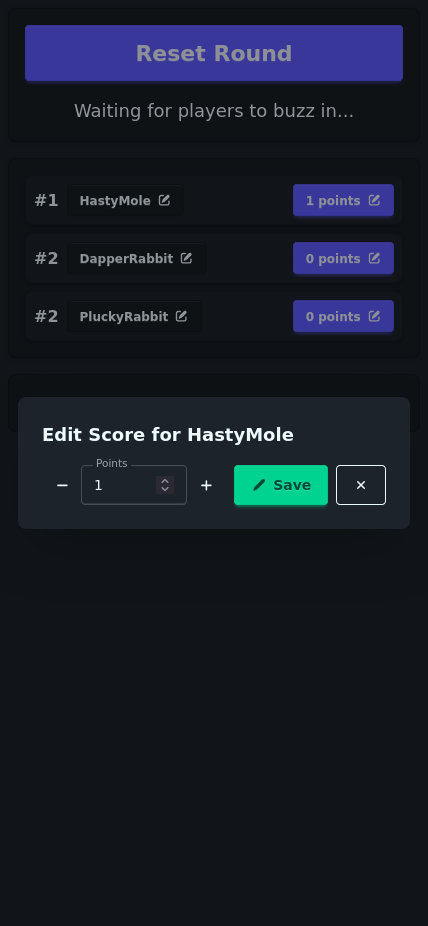 Reset Round
Waiting for players to buzz in...
#1 HastyMole 1 points
#2 DapperRabbit 0 points
#2 PluckyRabbit 0 points
Edit Score for HastyMole
Points
− 1 + Save ✕